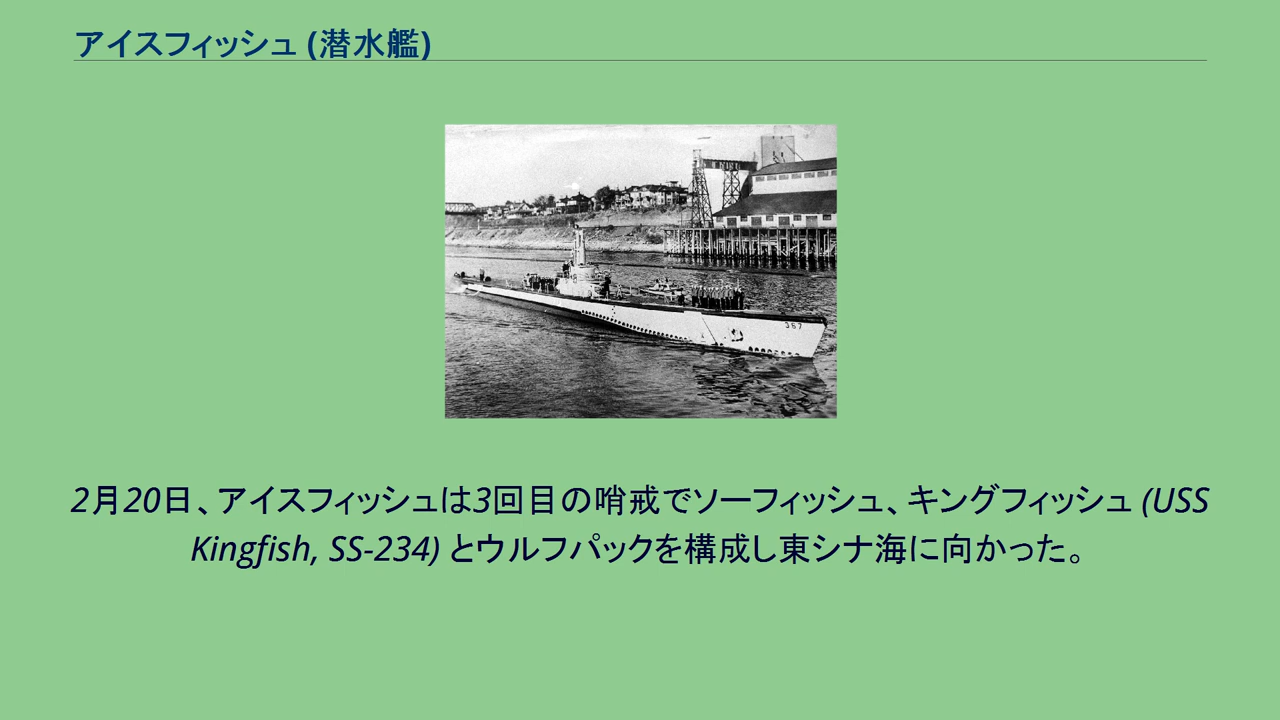 アイスフィッシュ (潜水艦)
367
2月20日、アイスフィッシュは3回目の哨戒でソーフィッシュ、キングフィッシュ (USS
Kingfish, SS-234) とウルフパックを構成し東シナ海に向かった。